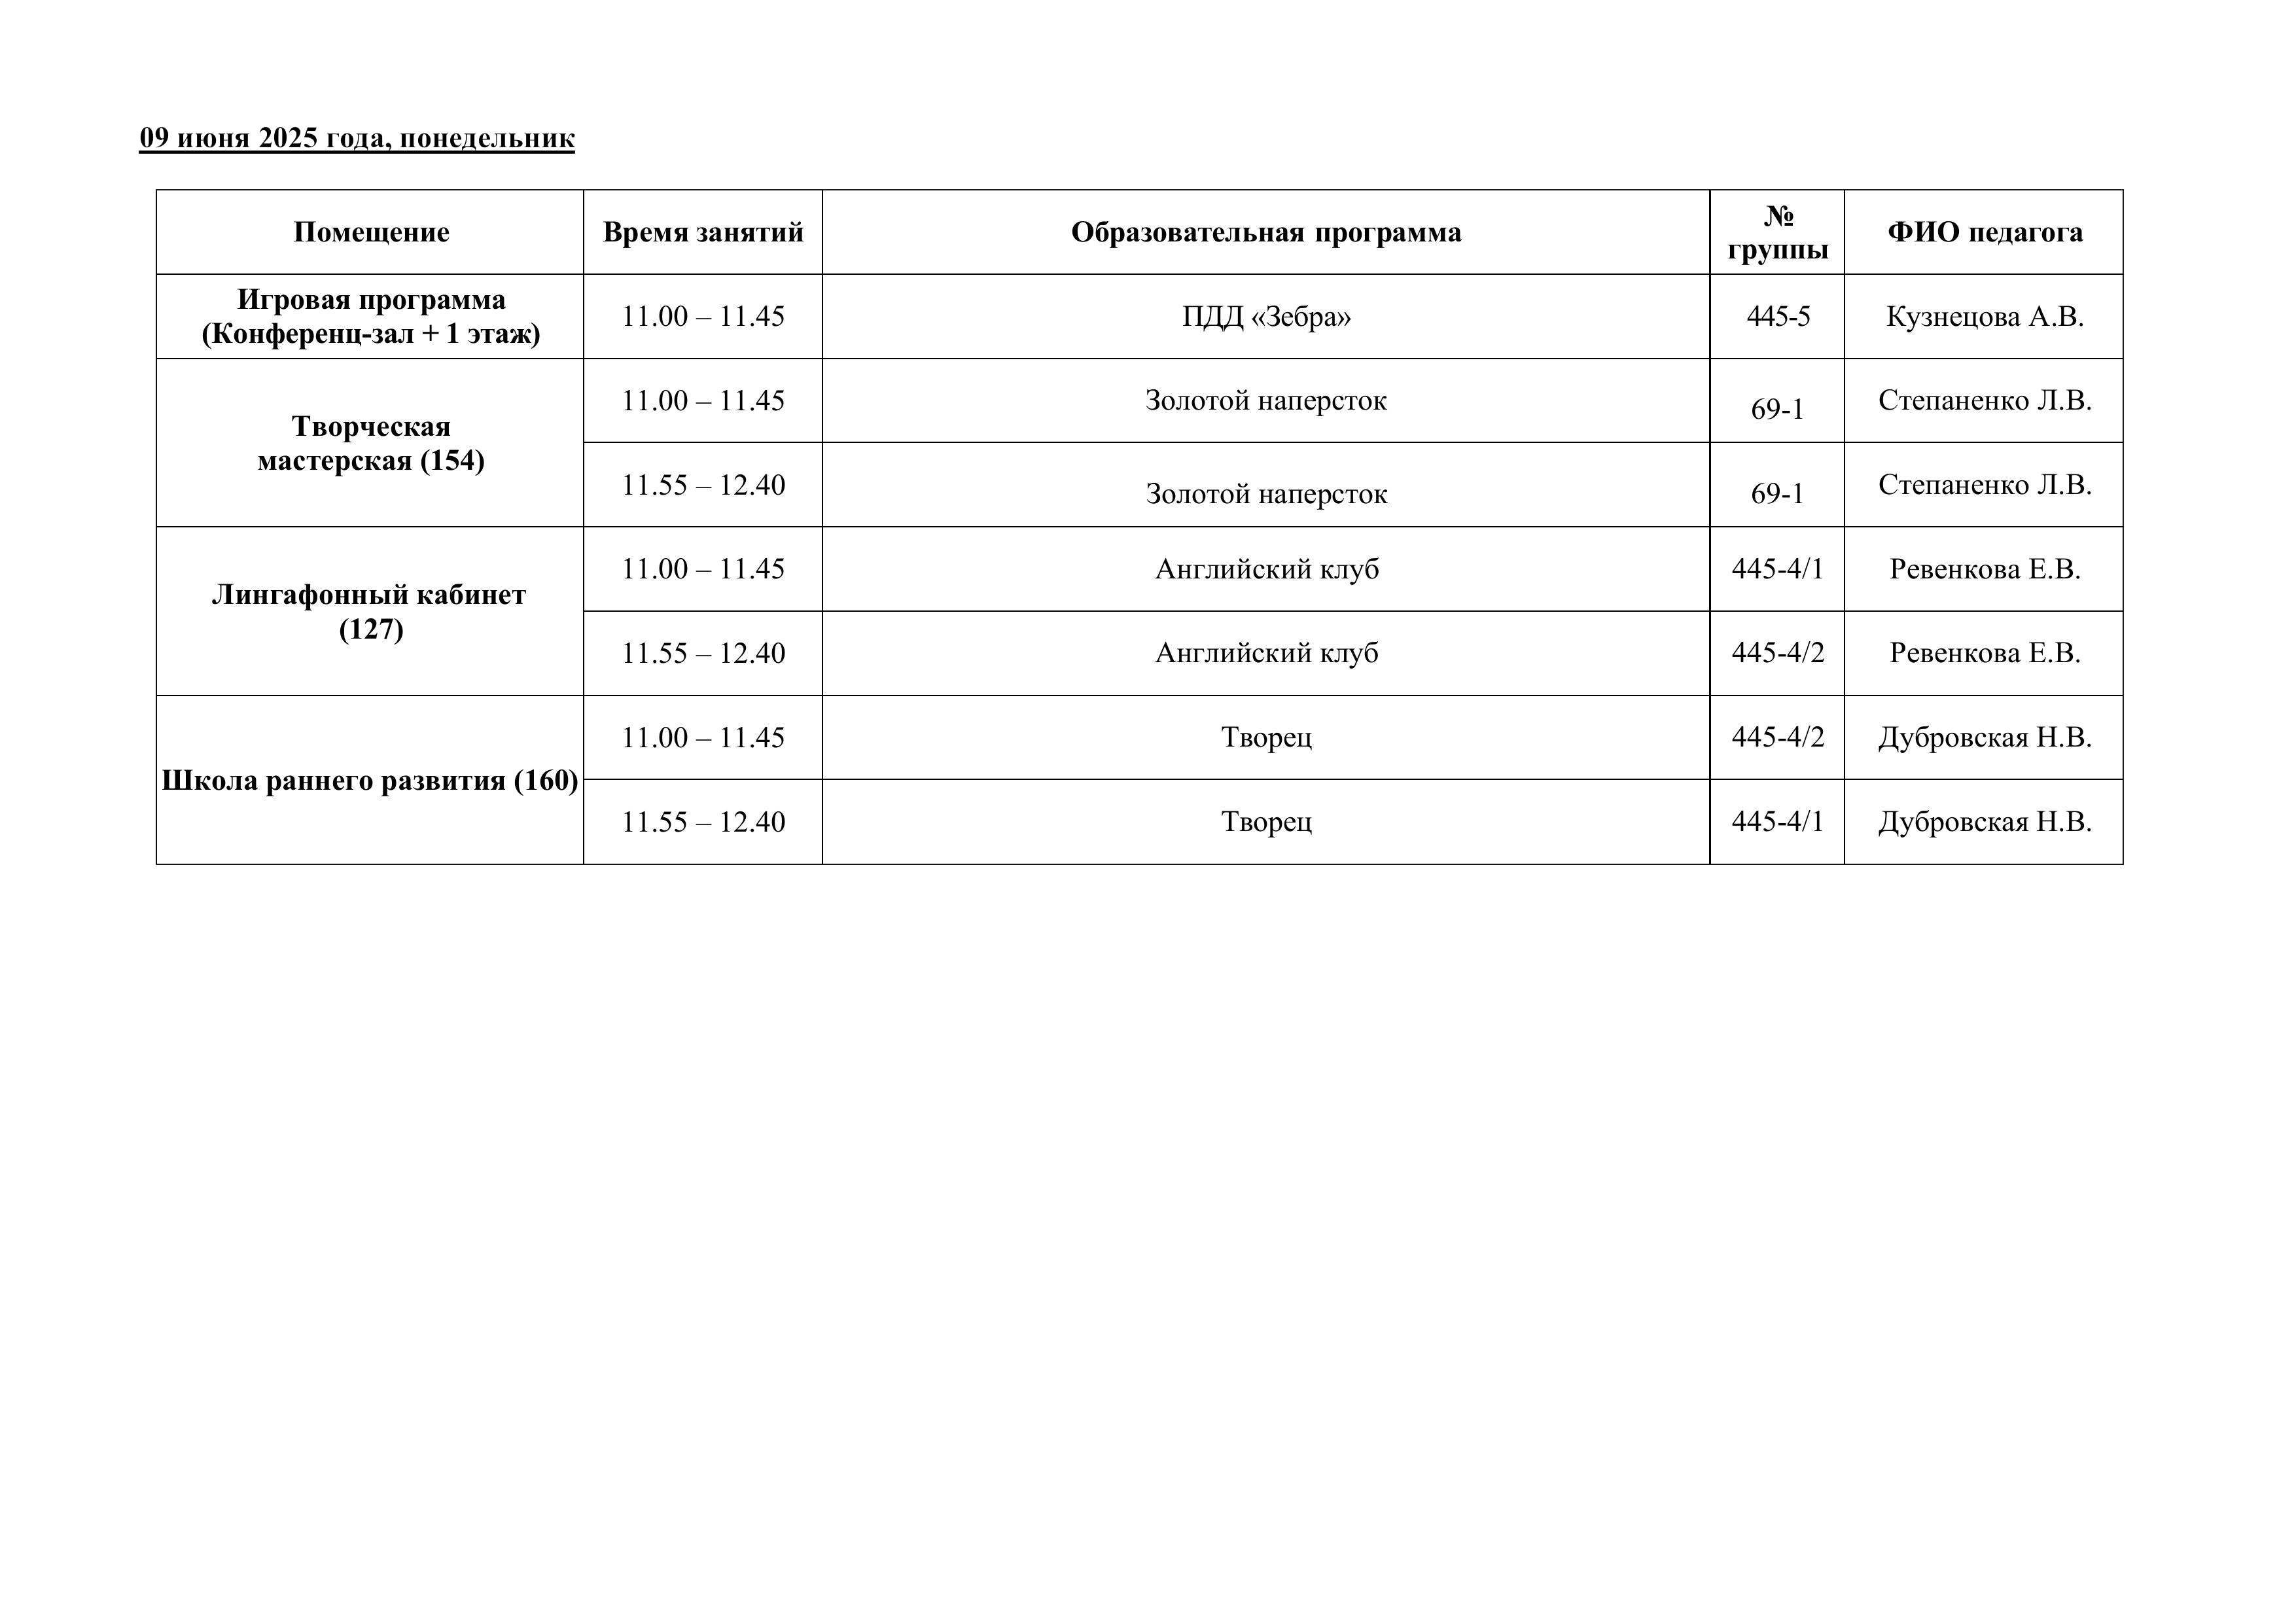 09 июня 2025 года, понедельник
Помещение Время занятий Образовательная программа № группы ФИО педагога
Игровая программа
(Конференц-зал + 1 этаж)
11.00 – 11.45 ПДД «Зебра» 445-5 Кузнецова А.В.
Творческая
мастерская (154)
11.00 – 11.45 Золотой наперсток 69-1 Степаненко Л.В.
11.55 – 12.40 Золотой наперсток 69-1 Степаненко Л.В.
Лингафонный кабинет
(127)
11.00 – 11.45 Английский клуб 445-4/1 Ревенкова Е.В.
11.55 – 12.40 Английский клуб 445-4/2 Ревенкова Е.В.
Школа раннего развития (160)
11.00 – 11.45 Творец 445-4/2 Дубровская Н.В.
11.55 – 12.40 Творец 445-4/1 Дубровская Н.В.